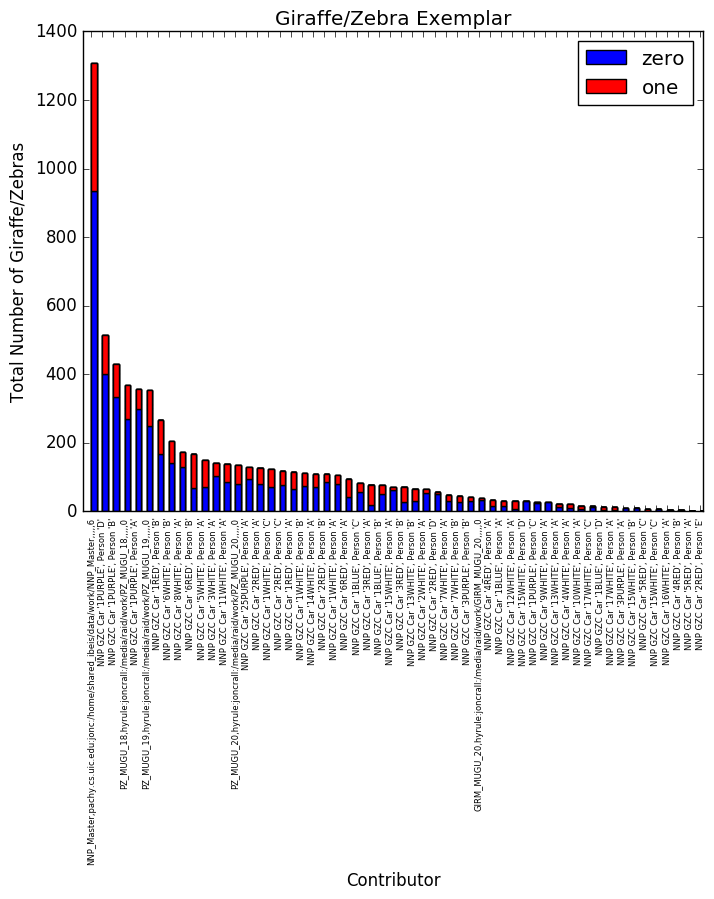 Giraffe/Zebra Exemplar
zero
one
Total Number of Giraffe/Zebras
1400
1200
1000
800
600
400
200
0
NNP_Master,pachy.cs.uic.edu:jonc:/home/shared_ibeis/data/work/NNP_Master,,,,,6
NNP GZC Car '1PURPLE', Person 'D'
NNP GZC Car '1PURPLE', Person 'B'
PZ_MUGU_18,hyrule:joncrall:/media/raid/work/PZ_MUGU_18,,,,,0
NNP GZC Car '1PURPLE', Person 'A'
PZ_MUGU_19,hyrule:joncrall:/media/raid/work/PZ_MUGU_19,,,,,0
NNP GZC Car '1RED', Person 'B'
NNP GZC Car '6WHITE', Person 'B'
NNP GZC Car '8WHITE', Person 'A'
NNP GZC Car '6RED', Person 'B'
NNP GZC Car '5WHITE', Person 'A'
NNP GZC Car '3WHITE', Person 'A'
NNP GZC Car '1WHITE', Person 'A'
PZ_MUGU_20,hyrule:joncrall:/media/raid/work/PZ_MUGU_20,,,,,0
NNP GZC Car '25PURPLE', Person 'A'
NNP GZC Car '2RED', Person 'A'
NNP GZC Car '1WHITE', Person 'C'
NNP GZC Car '2RED', Person 'C'
NNP GZC Car '1RED', Person 'A'
NNP GZC Car '1WHITE', Person 'B'
NNP GZC Car '14WHITE', Person 'A'
NNP GZC Car '2RED', Person 'B'
NNP GZC Car '1WHITE', Person 'A'
NNP GZC Car '6RED', Person 'A'
NNP GZC Car '1BLUE', Person 'C'
NNP GZC Car '3RED', Person 'A'
NNP GZC Car '1BLUE', Person 'B'
NNP GZC Car '15WHITE', Person 'A'
NNP GZC Car '3RED', Person 'B'
NNP GZC Car '13WHITE', Person 'B'
NNP GZC Car '2WHITE', Person 'A'
NNP GZC Car '2RED', Person 'D'
NNP GZC Car '7WHITE', Person 'A'
NNP GZC Car '7WHITE', Person 'B'
NNP GZC Car '3PURPLE', Person 'B'
GIRM_MUGU_20,hyrule:joncrall:/media/raid/work/GIRM_MUGU_20,,,,,0
NNP GZC Car '4RED', Person 'A'
NNP GZC Car '1BLUE', Person 'A'
NNP GZC Car '12WHITE', Person 'A'
NNP GZC Car '15WHITE', Person 'D'
NNP GZC Car '19PURPLE', Person 'C'
NNP GZC Car '9WHITE', Person 'A'
NNP GZC Car '13WHITE', Person 'A'
NNP GZC Car '4WHITE', Person 'A'
NNP GZC Car '10WHITE', Person 'A'
NNP GZC Car '17WHITE', Person 'C'
NNP GZC Car '1BLUE', Person 'D'
NNP GZC Car '17WHITE', Person 'A'
NNP GZC Car '3PURPLE', Person 'A'
NNP GZC Car '15WHITE', Person 'B'
NNP GZC Car '5RED', Person 'C'
NNP GZC Car '15WHITE', Person 'C'
NNP GZC Car '16WHITE', Person 'A'
NNP GZC Car '4RED', Person 'B'
NNP GZC Car '5RED', Person 'A'
NNP GZC Car '2RED', Person 'E'
Contributor